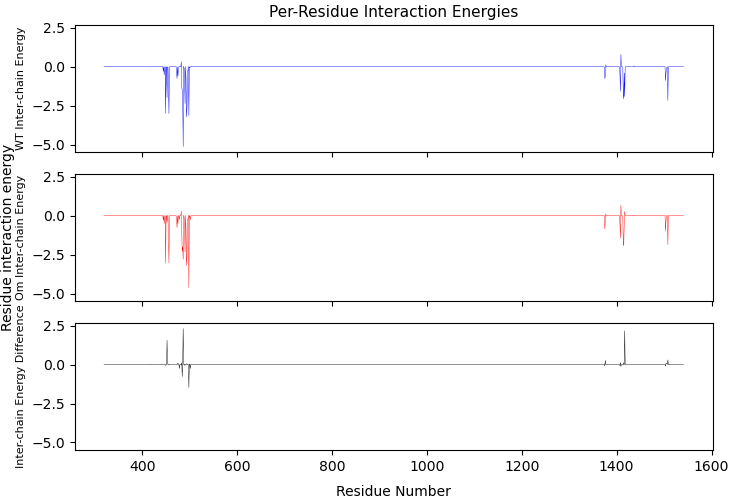 Per-Residue Interaction Energies
2.5
0.0
−2.5
−5.0
WT Inter-chain Energy
2.5
0.0
−2.5
−5.0
Om Inter-chain Energy
Residue interaction energy
2.5
0.0
−2.5
−5.0
Inter-chain Energy Difference
400 600 800 1000 1200 1400 1600
Residue Number